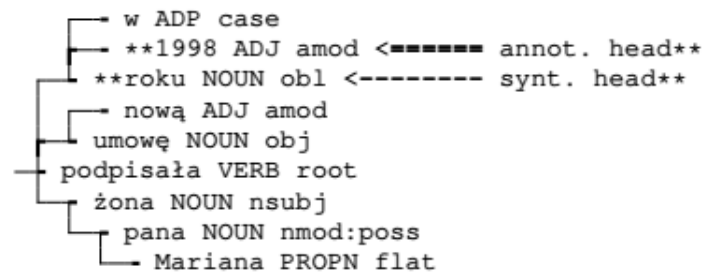 w ADP case
**1998 ADJ amod <====== annot. head**
**roku NOUN obl <-------- synt. head**
nową ADJ amod
umowę NOUN obj
podpisała VERB root
żona NOUN nsubj
pana NOUN nmod:poss
Mariana PROPN flat